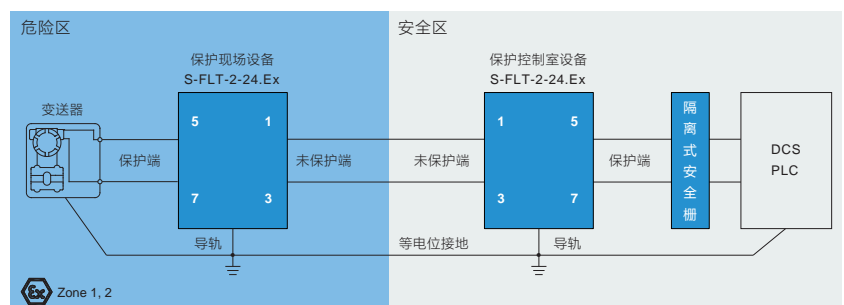 危险区
安全区
保护现场设备
S-FLT-2-24.Ex
保护控制室设备
S-FLT-2-24.Ex
变送器
5 1
7 3
保护端
未保护端
未保护端
1 5
3 7
保护端
隔离式安全栅
DCS
PLC
导轨
等电位接地
导轨
Ex Zone 1, 2